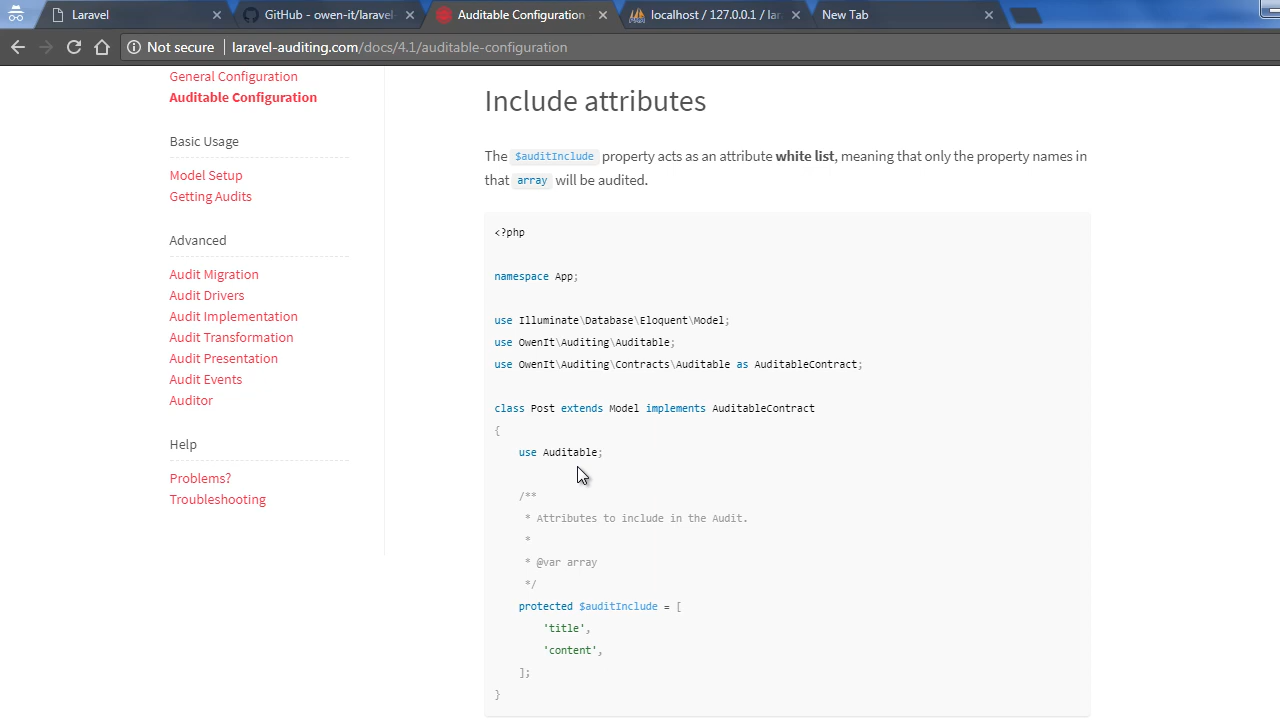 Laravel
GitHub - owen-it/laravel-
Auditable Configuration
localhost / 127.0.0.1 / lar
New Tab
Not secure
laravel-auditing.com/docs/4.1/auditable-configuration
General Configuration
Auditable Configuration
Basic Usage
Model Setup
Getting Audits
Advanced
Audit Migration
Audit Drivers
Audit Implementation
Audit Transformation
Audit Presentation
Audit Events
Auditor
Help
Problems?
Troubleshooting
Include attributes
The $auditInclude property acts as an attribute white list, meaning that only the property names in
that array will be audited.
<?php
namespace App;
use Illuminate\Database\Eloquent\Model;
use OwenIt\Auditing\Auditable;
use OwenIt\Auditing\Contracts\Auditable as AuditableContract;
class Post extends Model implements AuditableContract
{
use Auditable;
/**
* Attributes to include in the Audit.
*
* @var array
*/
protected $auditInclude = [
'title',
'content',
];
}